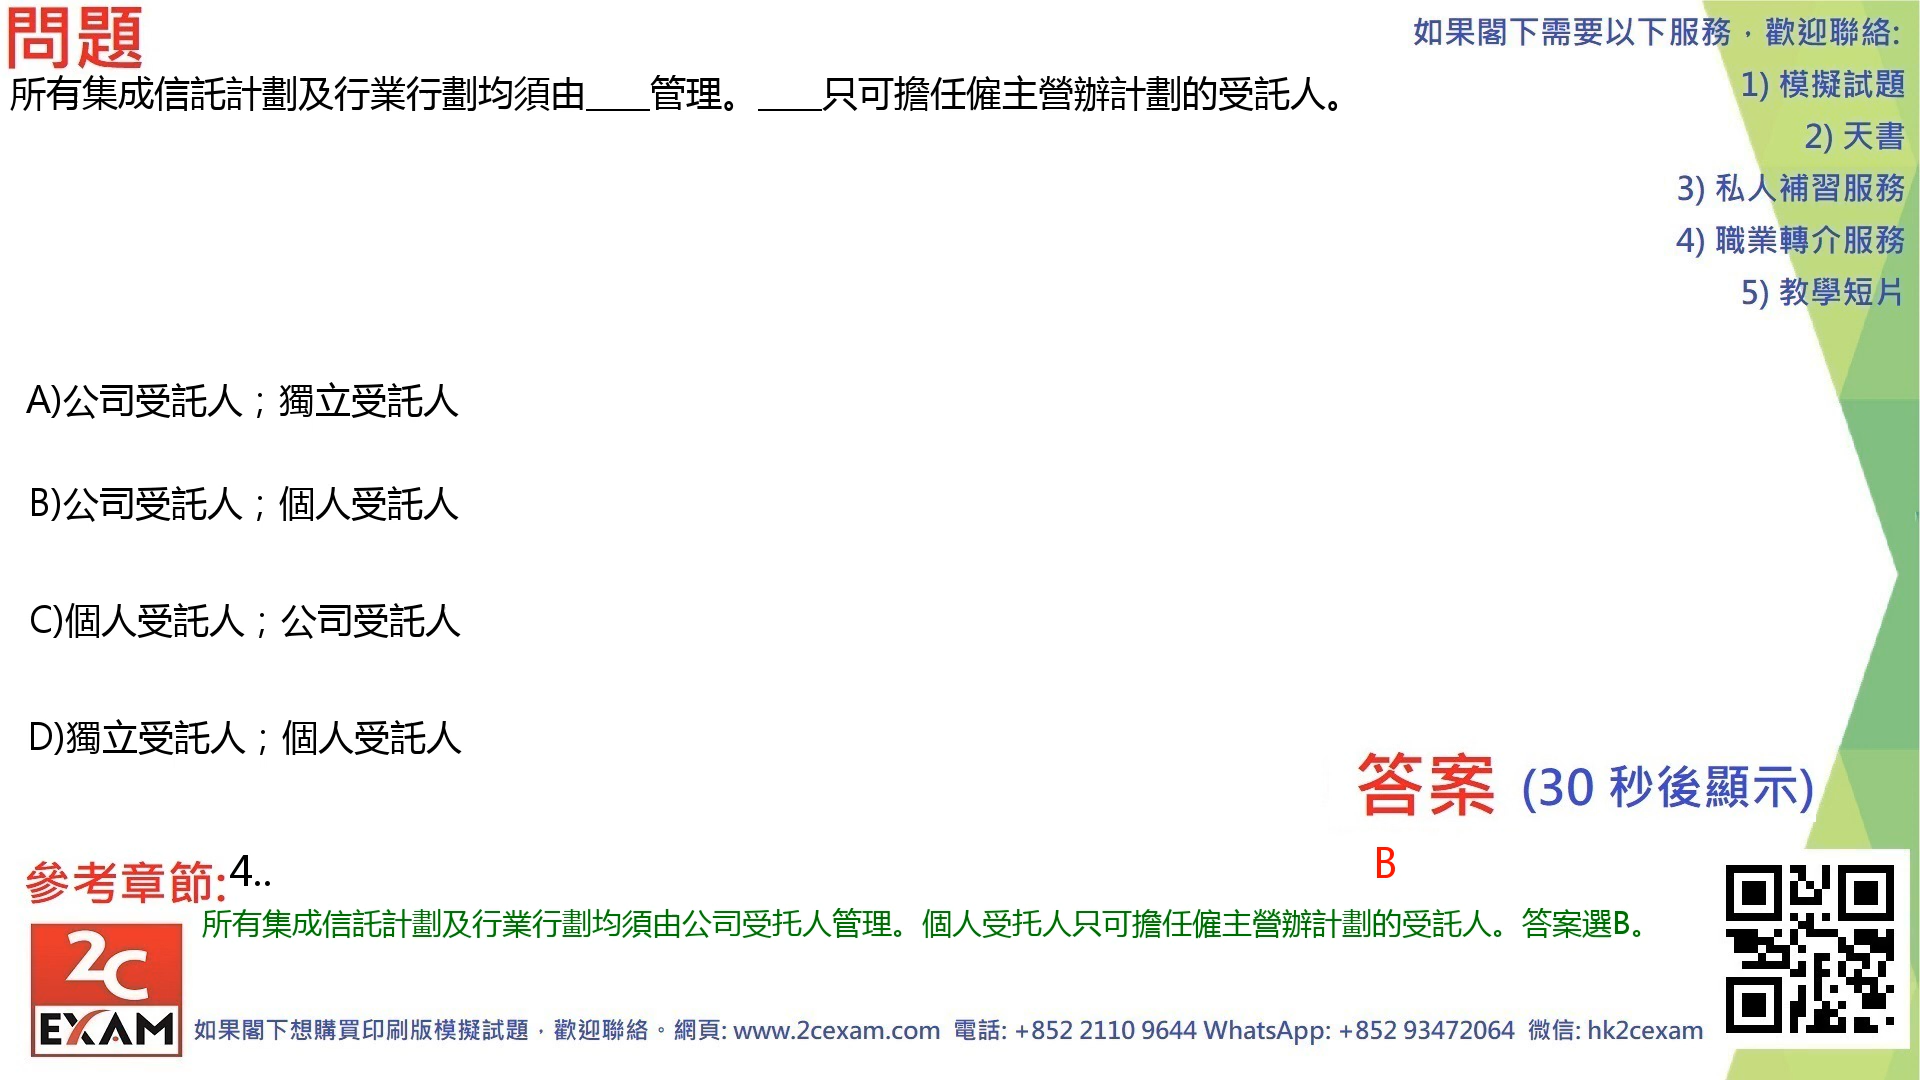 問題
所有集成信託計劃及行業行劃均須由____管理。____只可擔任僱主營辦計劃的受託人。
如果閣下需要以下服務，歡迎聯絡:
1) 模擬試題
2) 天書
3) 私人補習服務
4) 職業轉介服務
5) 教學短片
A)公司受託人；獨立受託人
B)公司受託人；個人受託人
C)個人受託人；公司受託人
D)獨立受託人；個人受託人
答案 (30 秒後顯示)
B
參考章節:4..
所有集成信託計劃及行業行劃均須由公司受托人管理。個人受托人只可擔任僱主營辦計劃的受託人。答案選B。
2C
EXAM
如果閣下想購買印刷版模擬試題，歡迎聯絡。網頁: www.2cexam.com 電話: +852 2110 9644 WhatsApp: +852 93472064 微信: hk2cexam